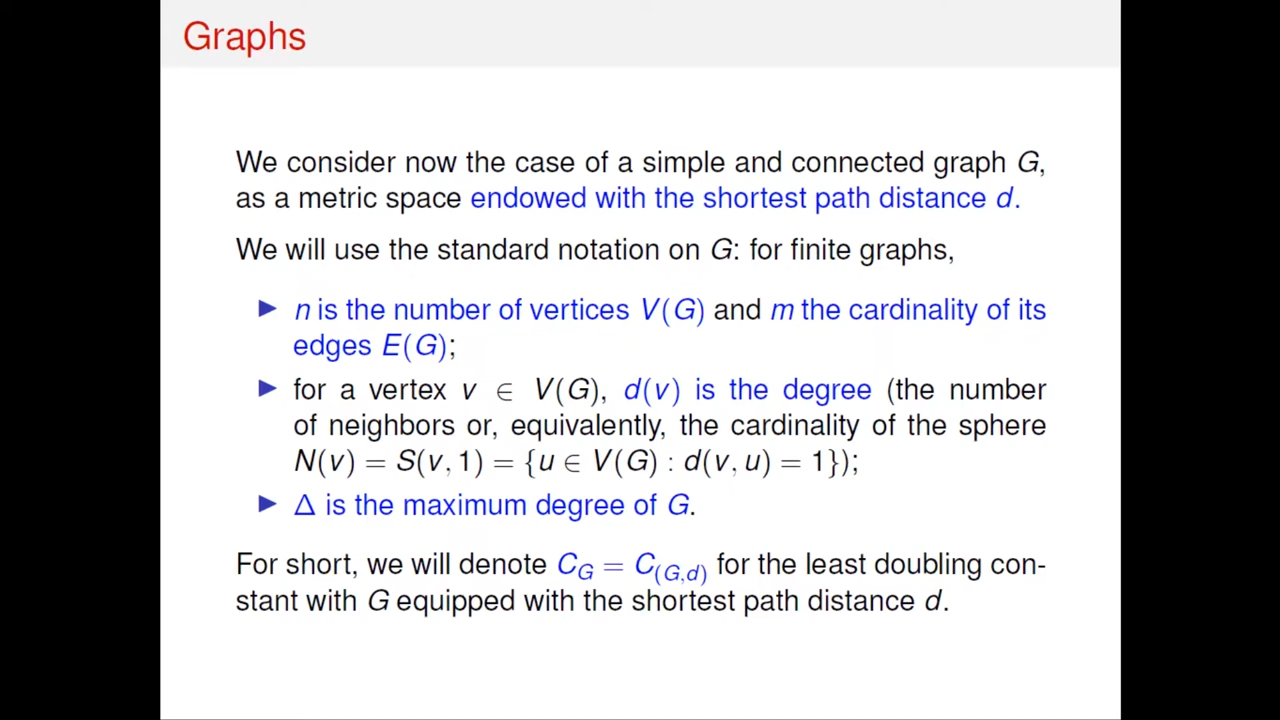 Graphs
We consider now the case of a simple and connected graph G,
as a metric space endowed with the shortest path distance d.
We will use the standard notation on G: for finite graphs,
▶ n is the number of vertices V(G) and m the cardinality of its
edges E(G);
▶ for a vertex v ∈ V(G), d(v) is the degree (the number
of neighbors or, equivalently, the cardinality of the sphere
N(v) = S(v, 1) = {u ∈ V(G) : d(v, u) = 1});
▶ Δ is the maximum degree of G.
For short, we will denote C_G = C_(G,d) for the least doubling con-
stant with G equipped with the shortest path distance d.